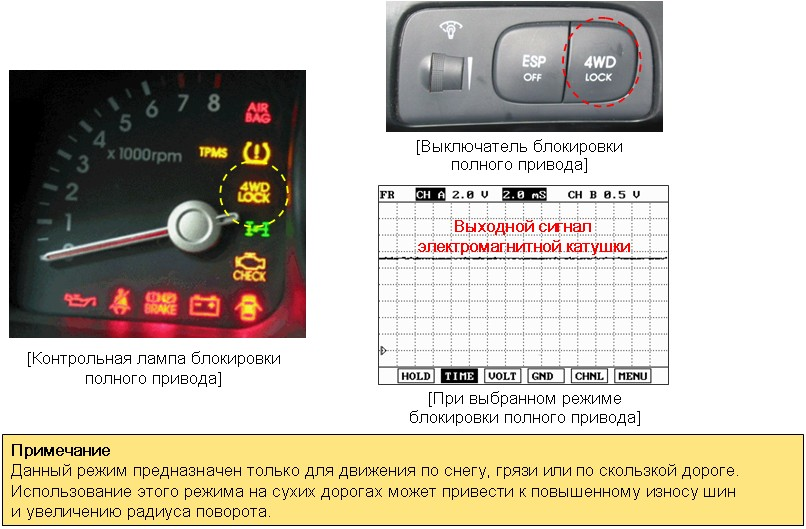 AIR
BAG
8
7
6
5
4
3
2
1
x 1000rpm
TPMS
4WD
LOCK
CHECK
BRAKE
[Контрольная лампа блокировки
полного привода]
ESP
OFF
4WD
LOCK
[Выключатель блокировки
полного привода]
FR CH A 2.0 V 2.0 mS CH B 0.5 V
Выходной сигнал
электромагнитной катушки
HOLD TIME VOLT GND CHNL MENU
[При выбранном режиме
блокировки полного привода]
Примечание
Данный режим предназначен только для движения по снегу, грязи или по скользкой дороге.
Использование этого режима на сухих дорогах может привести к повышенному износу шин
и увеличению радиуса поворота.